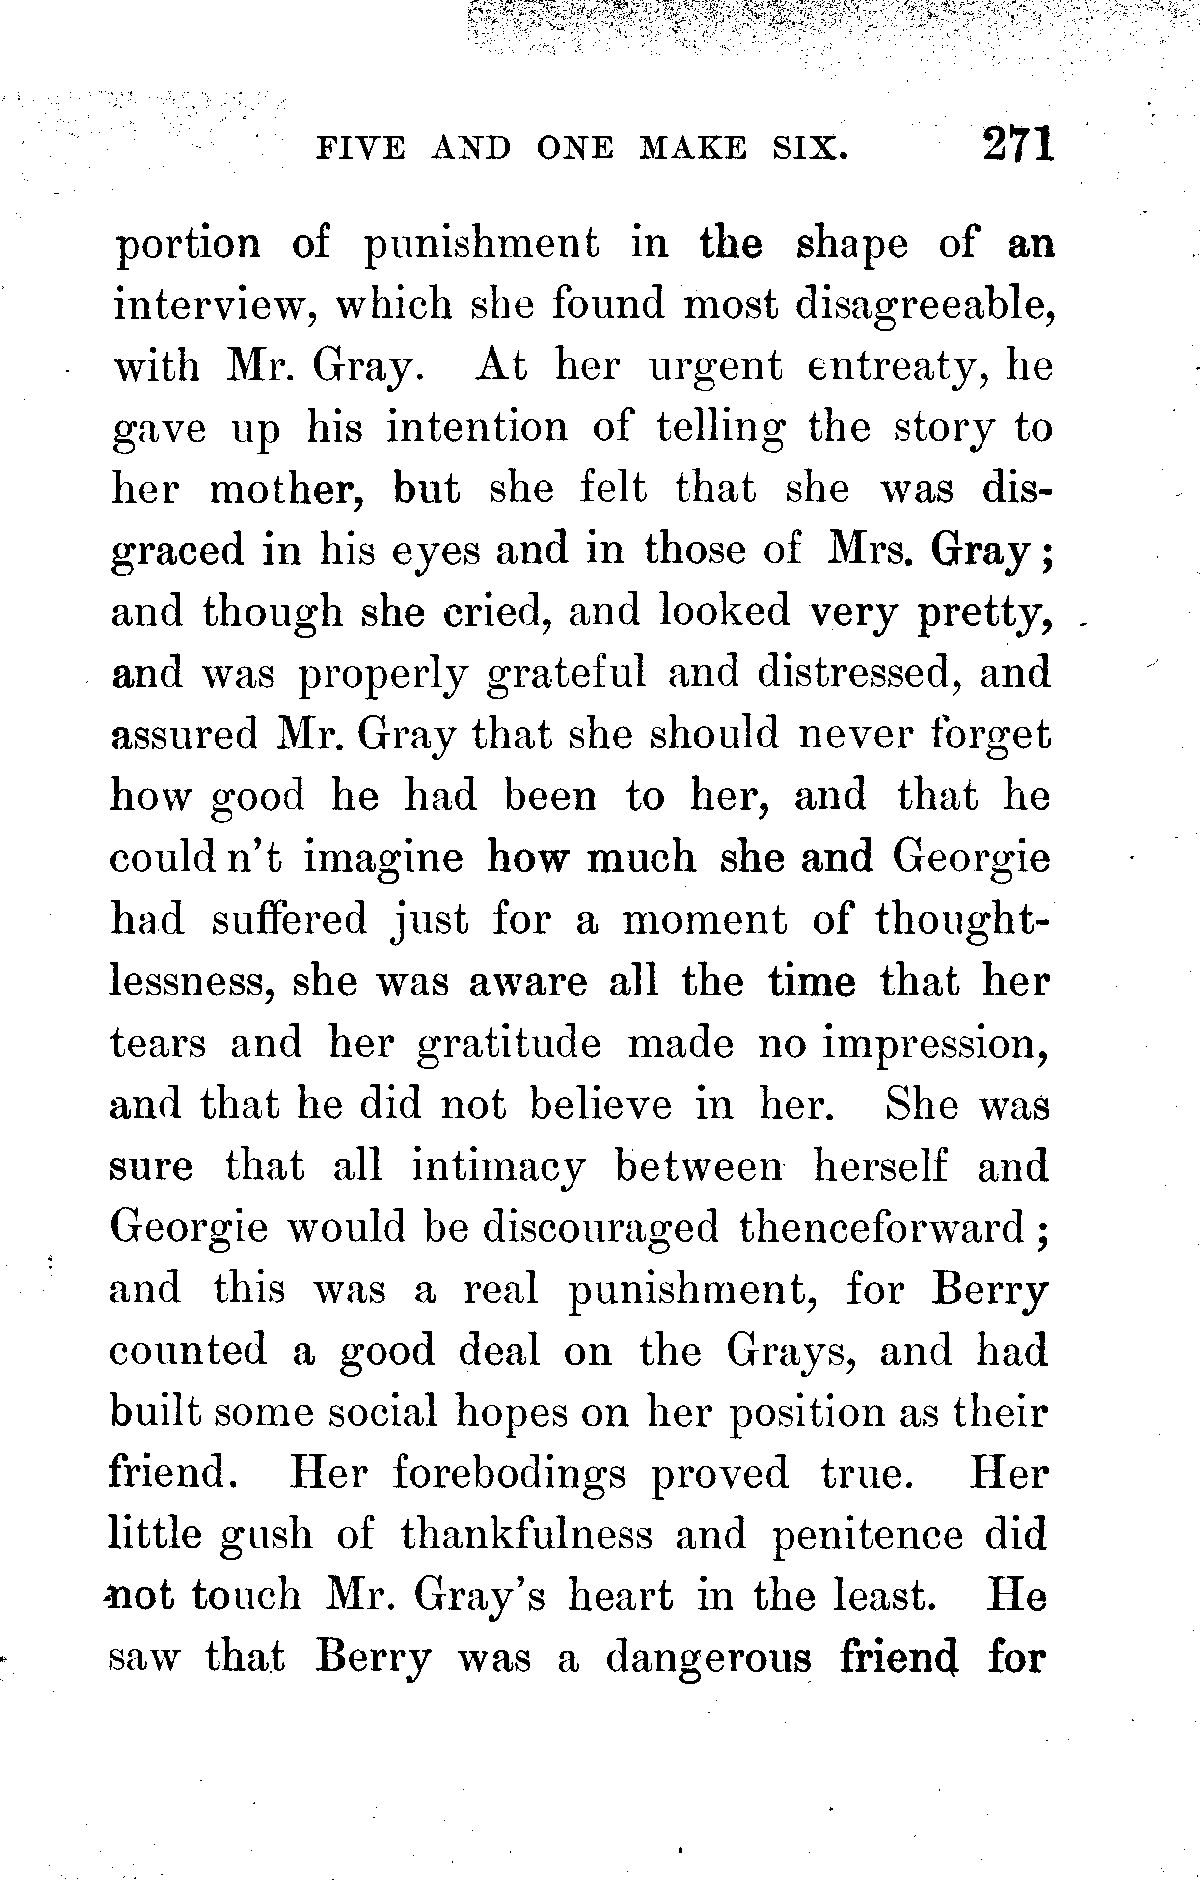 FIVE AND ONE MAKE SIX. 271
portion of punishment in the shape of an
interview, which she found most disagreeable,
with Mr. Gray. At her urgent entreaty, he
gave up his intention of telling the story to
her mother, but she felt that she was dis-
graced in his eyes and in those of Mrs. Gray;
and though she cried, and looked very pretty,
and was properly grateful and distressed, and
assured Mr. Gray that she should never forget
how good he had been to her, and that he
could n't imagine how much she and Georgie
had suffered just for a moment of thought-
lessness, she was aware all the time that her
tears and her gratitude made no impression,
and that he did not believe in her. She was
sure that all intimacy between herself and
Georgie would be discouraged thenceforward;
and this was a real punishment, for Berry
counted a good deal on the Grays, and had
built some social hopes on her position as their
friend. Her forebodings proved true. Her
little gush of thankfulness and penitence did
not touch Mr. Gray's heart in the least. He
saw that Berry was a dangerous friend for